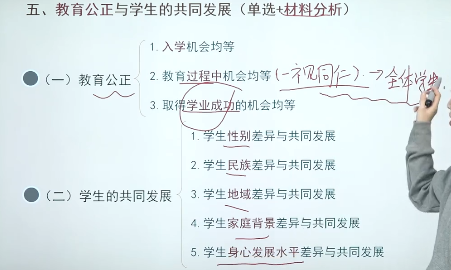 五、教育公正与学生的共同发展（单选+材料分析）
（一）教育公正
1. 入学机会均等
2. 教育过程中机会均等（一视同仁）→全体学生
3. 取得学业成功的机会均等
（二）学生的共同发展
1. 学生性别差异与共同发展
2. 学生民族差异与共同发展
3. 学生地域差异与共同发展
4. 学生家庭背景差异与共同发展
5. 学生身心发展水平差异与共同发展